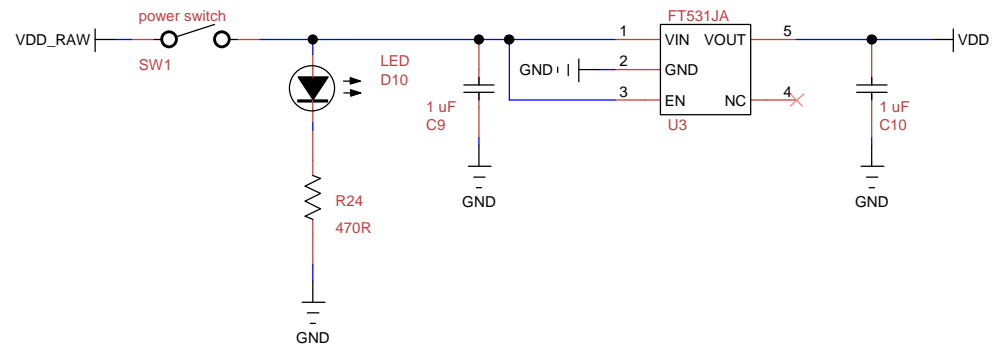 power switch
VDD_RAW
SW1
LED
D10
R24
470R
GND
1 uF
C9
GND
FT531JA
1 VIN VOUT 5
GND 2 GND
3 EN NC 4
U3
1 uF
C10
GND
VDD